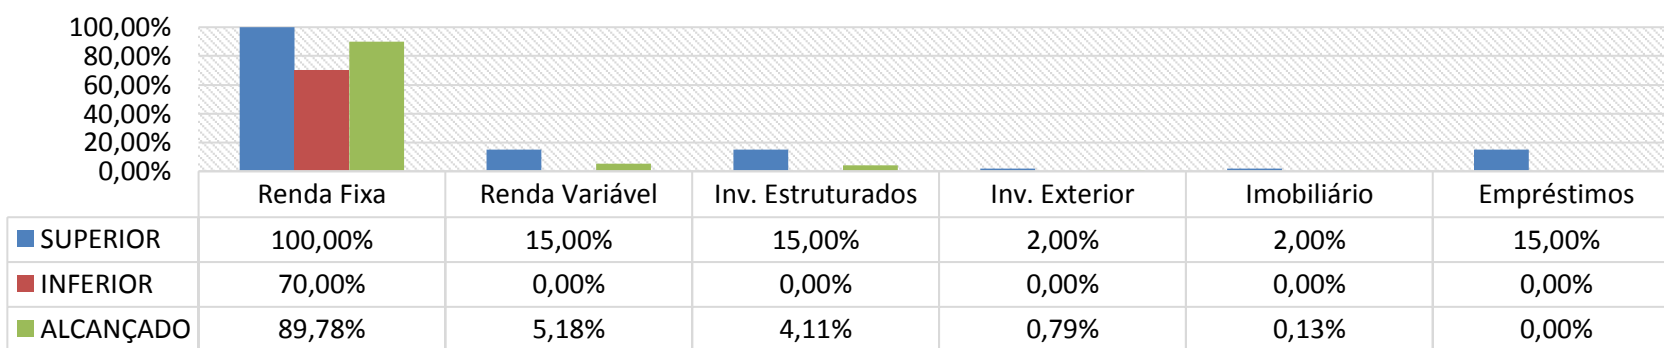 100,00%
80,00%
60,00%
40,00%
20,00%
0,00%
Renda Fixa Renda Variável Inv. Estruturados Inv. Exterior Imobiliário Empréstimos
SUPERIOR 100,00% 15,00% 15,00% 2,00% 2,00% 15,00%
INFERIOR 70,00% 0,00% 0,00% 0,00% 0,00% 0,00%
ALCANÇADO 89,78% 5,18% 4,11% 0,79% 0,13% 0,00%